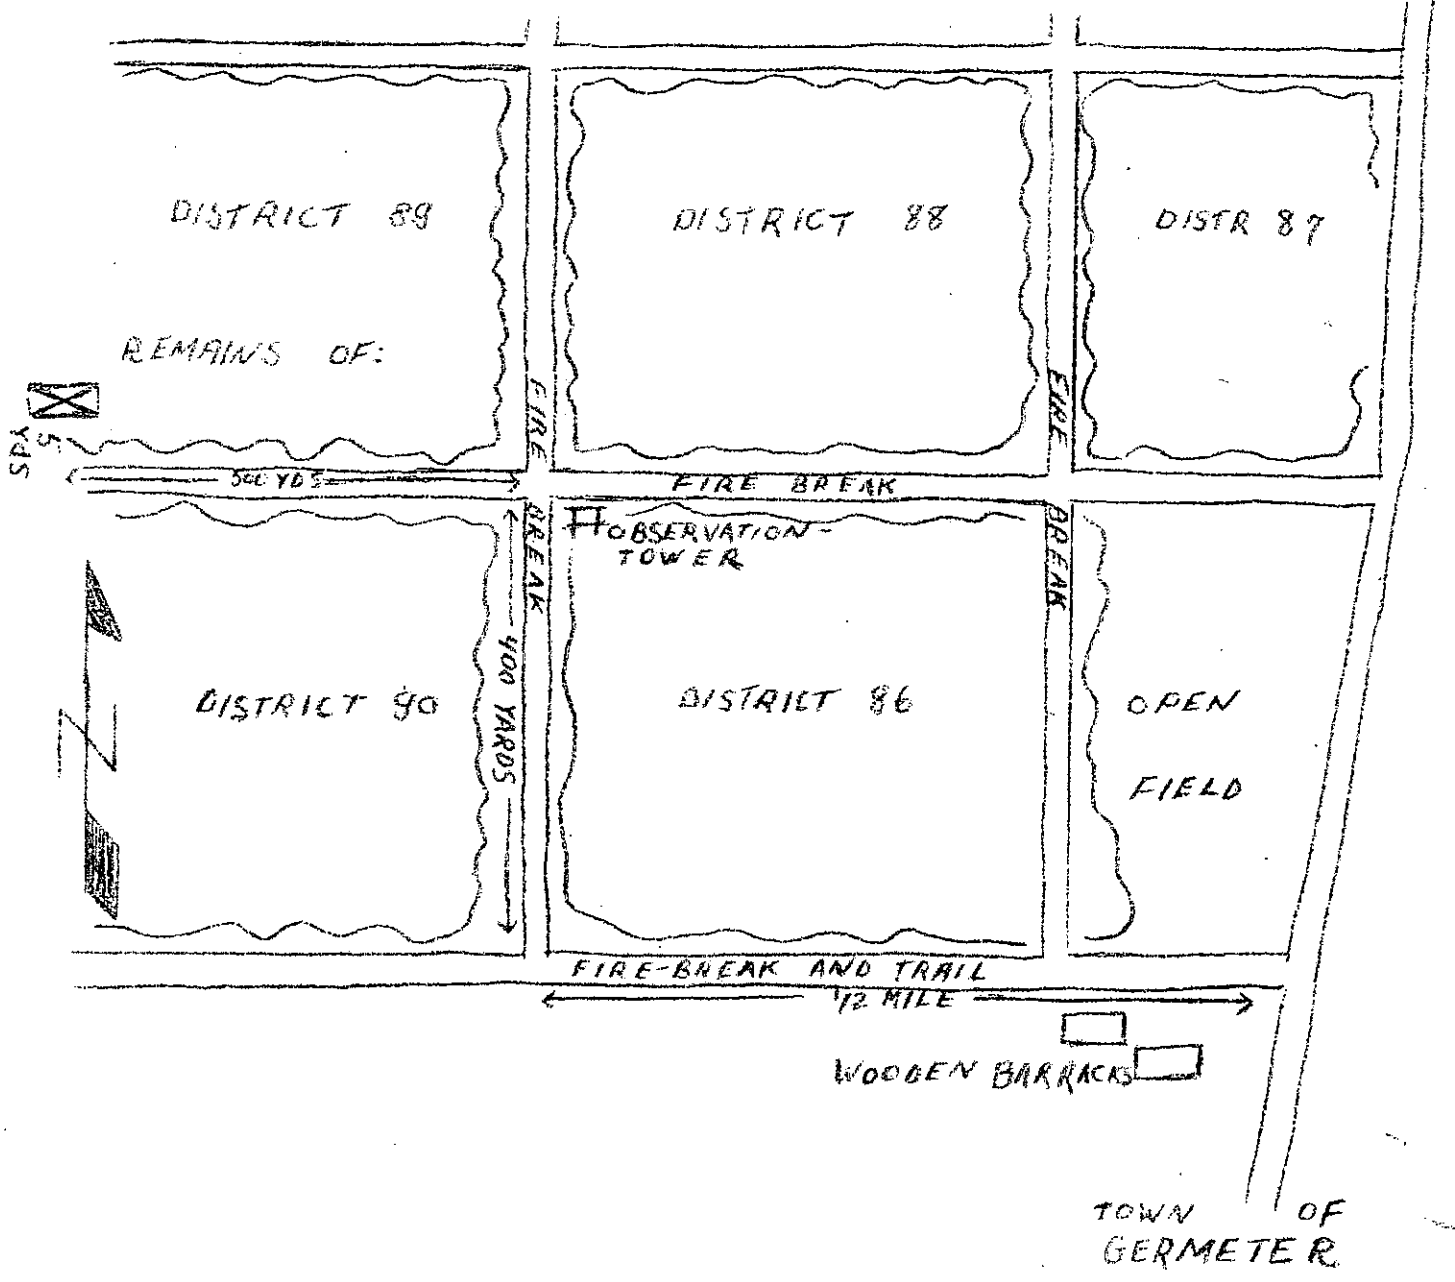 DISTRICT 89
DISTRICT 88
DISTR 87
REMAINS OF:
5
YDS
FIRE BREAK
FIRE BREAK
500 YDS
FIRE BREAK
OBSERVATION-
TOWER
400 YARDS
N
DISTRICT 90
DISTRICT 86
OPEN
FIELD
FIRE-BREAK AND TRAIL
1/2 MILE
WOODEN BARRACKS
TOWN OF
GERMETER